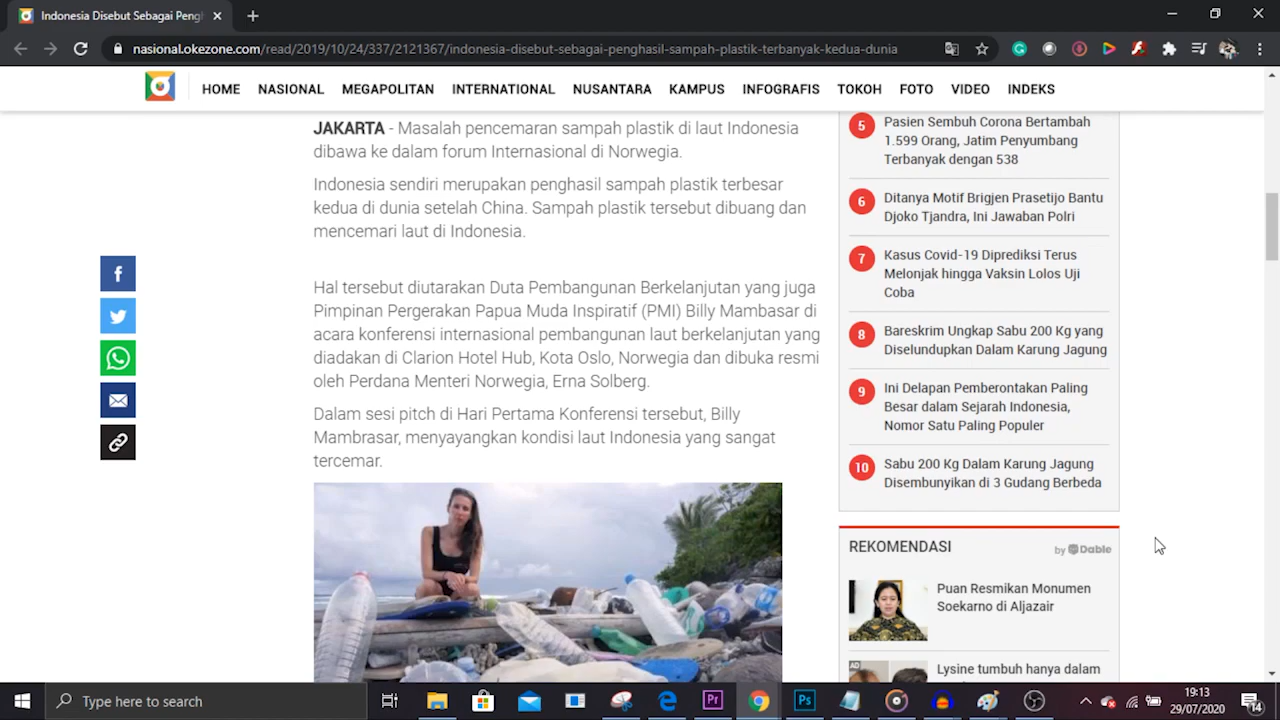 Indonesia Disebut Sebagai Pengh
nasional.okezone.com/read/2019/10/24/337/2121367/indonesia-disebut-sebagai-penghasil-sampah-plastik-terbanyak-kedua-dunia
HOME NASIONAL MEGAPOLITAN INTERNATIONAL NUSANTARA KAMPUS INFOGRAFIS TOKOH FOTO VIDEO INDEKS
JAKARTA - Masalah pencemaran sampah plastik di laut Indonesia
dibawa ke dalam forum Internasional di Norwegia.
Indonesia sendiri merupakan penghasil sampah plastik terbesar
kedua di dunia setelah China. Sampah plastik tersebut dibuang dan
mencemari laut di Indonesia.
Hal tersebut diutarakan Duta Pembangunan Berkelanjutan yang juga
Pimpinan Pergerakan Papua Muda Inspiratif (PMI) Billy Mambasar di
acara konferensi internasional pembangunan laut berkelanjutan yang
diadakan di Clarion Hotel Hub, Kota Oslo, Norwegia dan dibuka resmi
oleh Perdana Menteri Norwegia, Erna Solberg.
Dalam sesi pitch di Hari Pertama Konferensi tersebut, Billy
Mambrasar, menyayangkan kondisi laut Indonesia yang sangat
tercemar.
5 Pasien Sembuh Corona Bertambah
1.599 Orang, Jatim Penyumbang
Terbanyak dengan 538
6 Ditanya Motif Brigjen Prasetijo Bantu
Djoko Tjandra, Ini Jawaban Polri
7 Kasus Covid-19 Diprediksi Terus
Melonjak hingga Vaksin Lolos Uji
Coba
8 Bareskrim Ungkap Sabu 200 Kg yang
Diselundupkan Dalam Karung Jagung
9 Ini Delapan Pemberontakan Paling
Besar dalam Sejarah Indonesia,
Nomor Satu Paling Populer
10 Sabu 200 Kg Dalam Karung Jagung
Disembunyikan di 3 Gudang Berbeda
REKOMENDASI
by Dable
Puan Resmikan Monumen
Soekarno di Aljazair
AD
Lysine tumbuh hanya dalam
Type here to search
Pr
Ps
19:13
29/07/2020
14